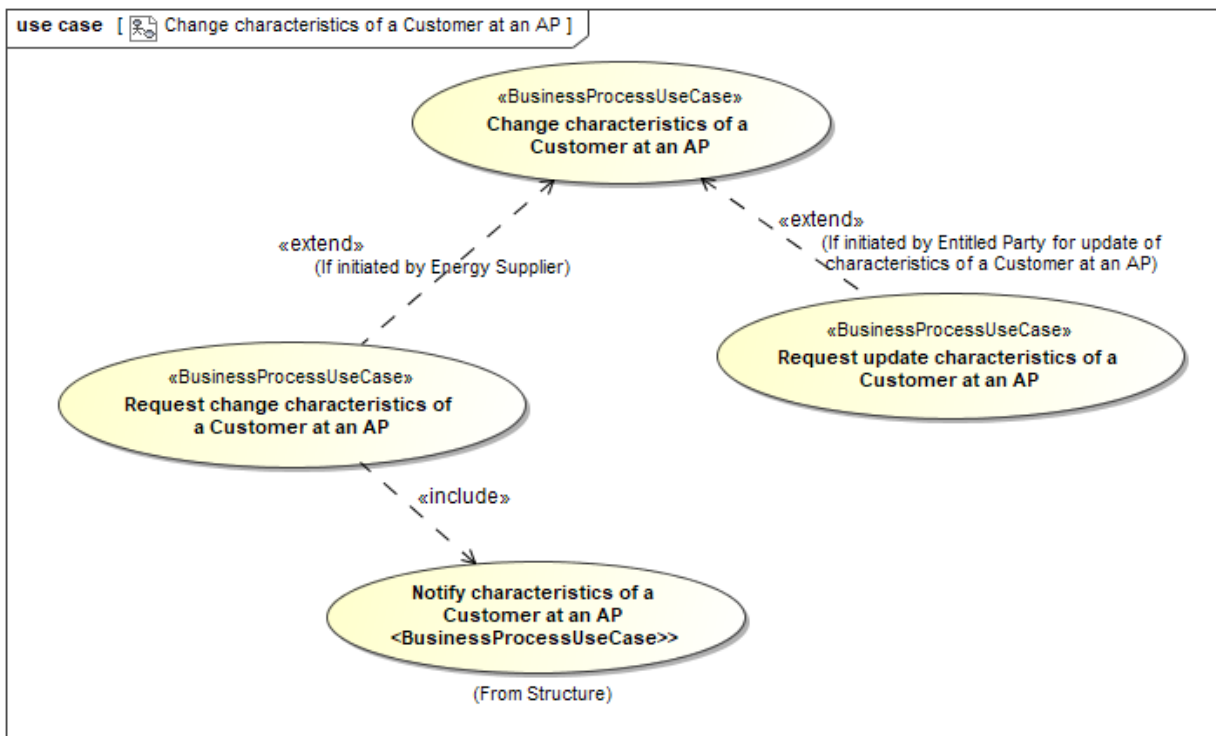 use case [ Change characteristics of a Customer at an AP ]
«BusinessProcessUseCase»
Change characteristics of a
Customer at an AP
«extend»
(If initiated by Energy Supplier)
«extend»
(If initiated by Entitled Party for update of
characteristics of a Customer at an AP)
«BusinessProcessUseCase»
Request update characteristics of a
Customer at an AP
«BusinessProcessUseCase»
Request change characteristics of
a Customer at an AP
«include»
Notify characteristics of a
Customer at an AP
<BusinessProcessUseCase>>
(From Structure)